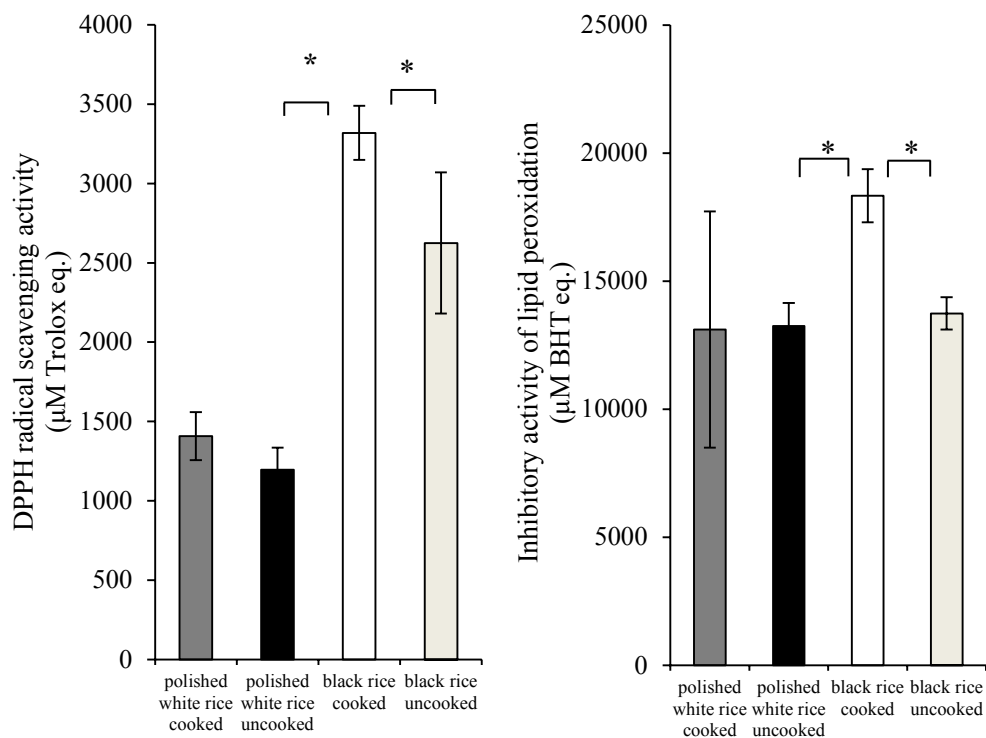 DPPH radical scavenging activity
(μM Trolox eq.)
4000
3500
3000
2500
2000
1500
1000
500
0
*
*
polished
white rice
cooked
polished
white rice
uncooked
black rice
cooked
black rice
uncooked
Inhibitory activity of lipid peroxidation
(μM BHT eq.)
25000
20000
15000
10000
5000
0
*
*
polished
white rice
cooked
polished
white rice
uncooked
black rice
cooked
black rice
uncooked